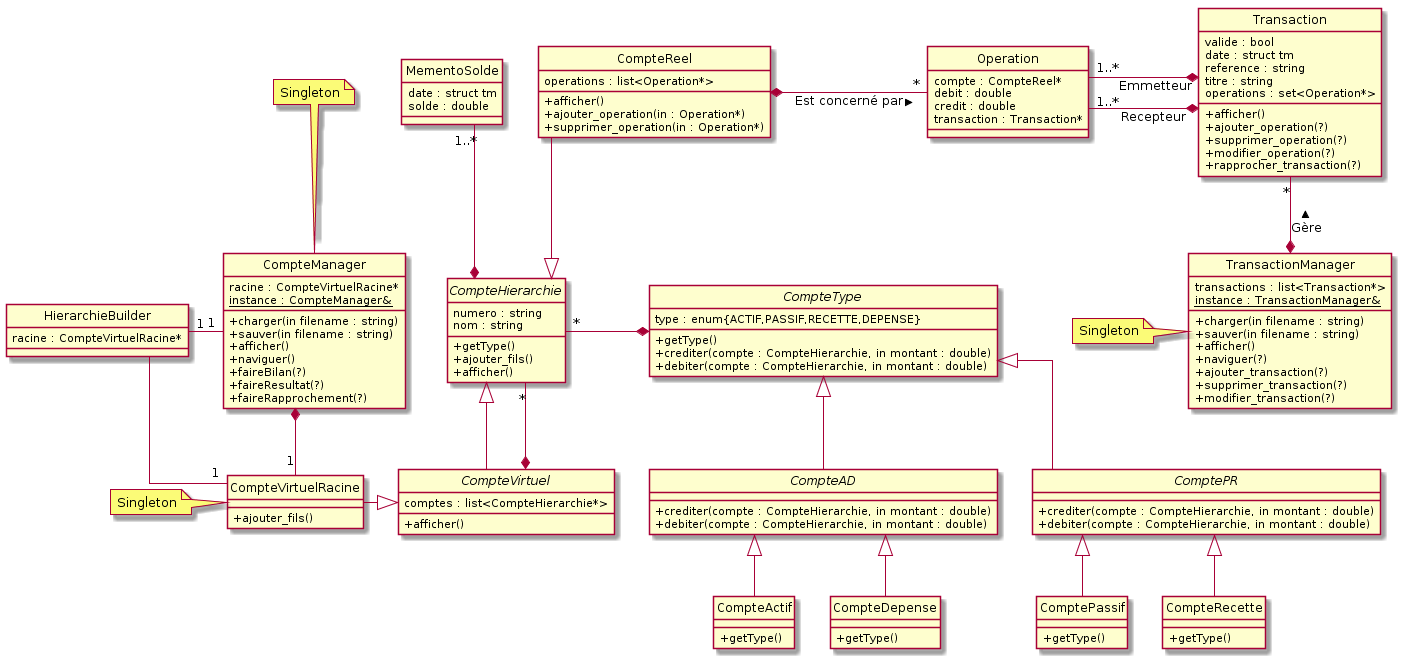 Transaction
valide : bool
date : struct tm
reference : string
titre : string
operations : set<Operation*>
+afficher()
+ajouter_operation(?)
+supprimer_operation(?)
+modifier_operation(?)
+rapprocher_transaction(?)
CompteReel
operations : list<Operation*>
+afficher()
+ajouter_operation(in : Operation*)
+supprimer_operation(in : Operation*)
Operation
compte : CompteReel*
debit : double
credit : double
transaction : Transaction*
MementoSolde
date : struct tm
solde : double
Singleton
*
Est concerné par
1..*
Emmetteur
1..*
Recepteur
1..*
*
Gère
CompteManager
racine : CompteVirtuelRacine*
instance : CompteManager&
+charger(in filename : string)
+sauver(in filename : string)
+afficher()
+naviguer()
+faireBilan(?)
+faireResultat(?)
+faireRapprochement(?)
TransactionManager
transactions : list<Transaction*>
instance : TransactionManager&
+charger(in filename : string)
+sauver(in filename : string)
+afficher()
+naviguer(?)
+ajouter_transaction(?)
+supprimer_transaction(?)
+modifier_transaction(?)
Singleton
HierarchieBuilder
racine : CompteVirtuelRacine*
1 1
CompteHierarchie
numero : string
nom : string
+getType()
+ajouter_fils()
+afficher()
*
CompteType
type : enum{ACTIF,PASSIF,RECETTE,DEPENSE}
+getType()
+crediter(compte : CompteHierarchie, in montant : double)
+debiter(compte : CompteHierarchie, in montant : double)
*
1
1
Singleton
CompteVirtuelRacine
+ajouter_fils()
CompteVirtuel
comptes : list<CompteHierarchie*>
+afficher()
CompteAD
+crediter(compte : CompteHierarchie, in montant : double)
+debiter(compte : CompteHierarchie, in montant : double)
ComptePR
+crediter(compte : CompteHierarchie, in montant : double)
+debiter(compte : CompteHierarchie, in montant : double)
CompteActif
+getType()
CompteDepense
+getType()
ComptePassif
+getType()
CompteRecette
+getType()